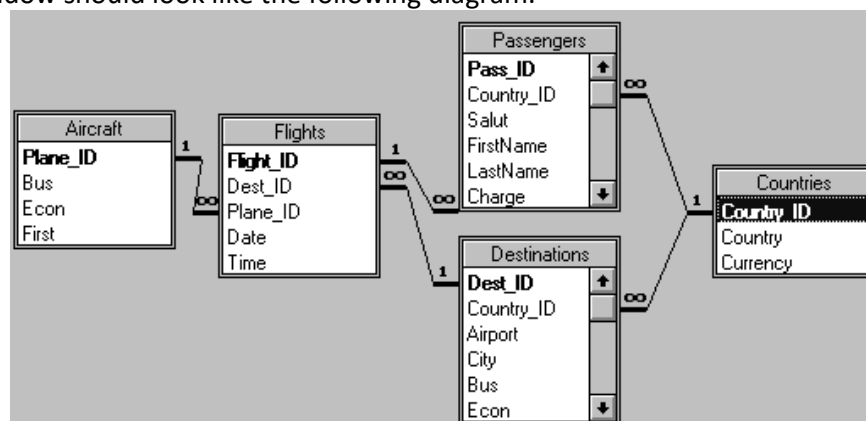 ndow should look like the following diagram:
Aircraft
Plane_ID
Bus
Econ
First
1
∞
Flights
Flight_ID
Dest_ID
Plane_ID
Date
Time
1
∞
∞
1
Passengers
Pass_ID
Country_ID
Salut
FirstName
LastName
Charge
∞
Destinations
Dest_ID
Country_ID
Airport
City
Bus
Econ
∞
1
Countries
Country_ID
Country
Currency